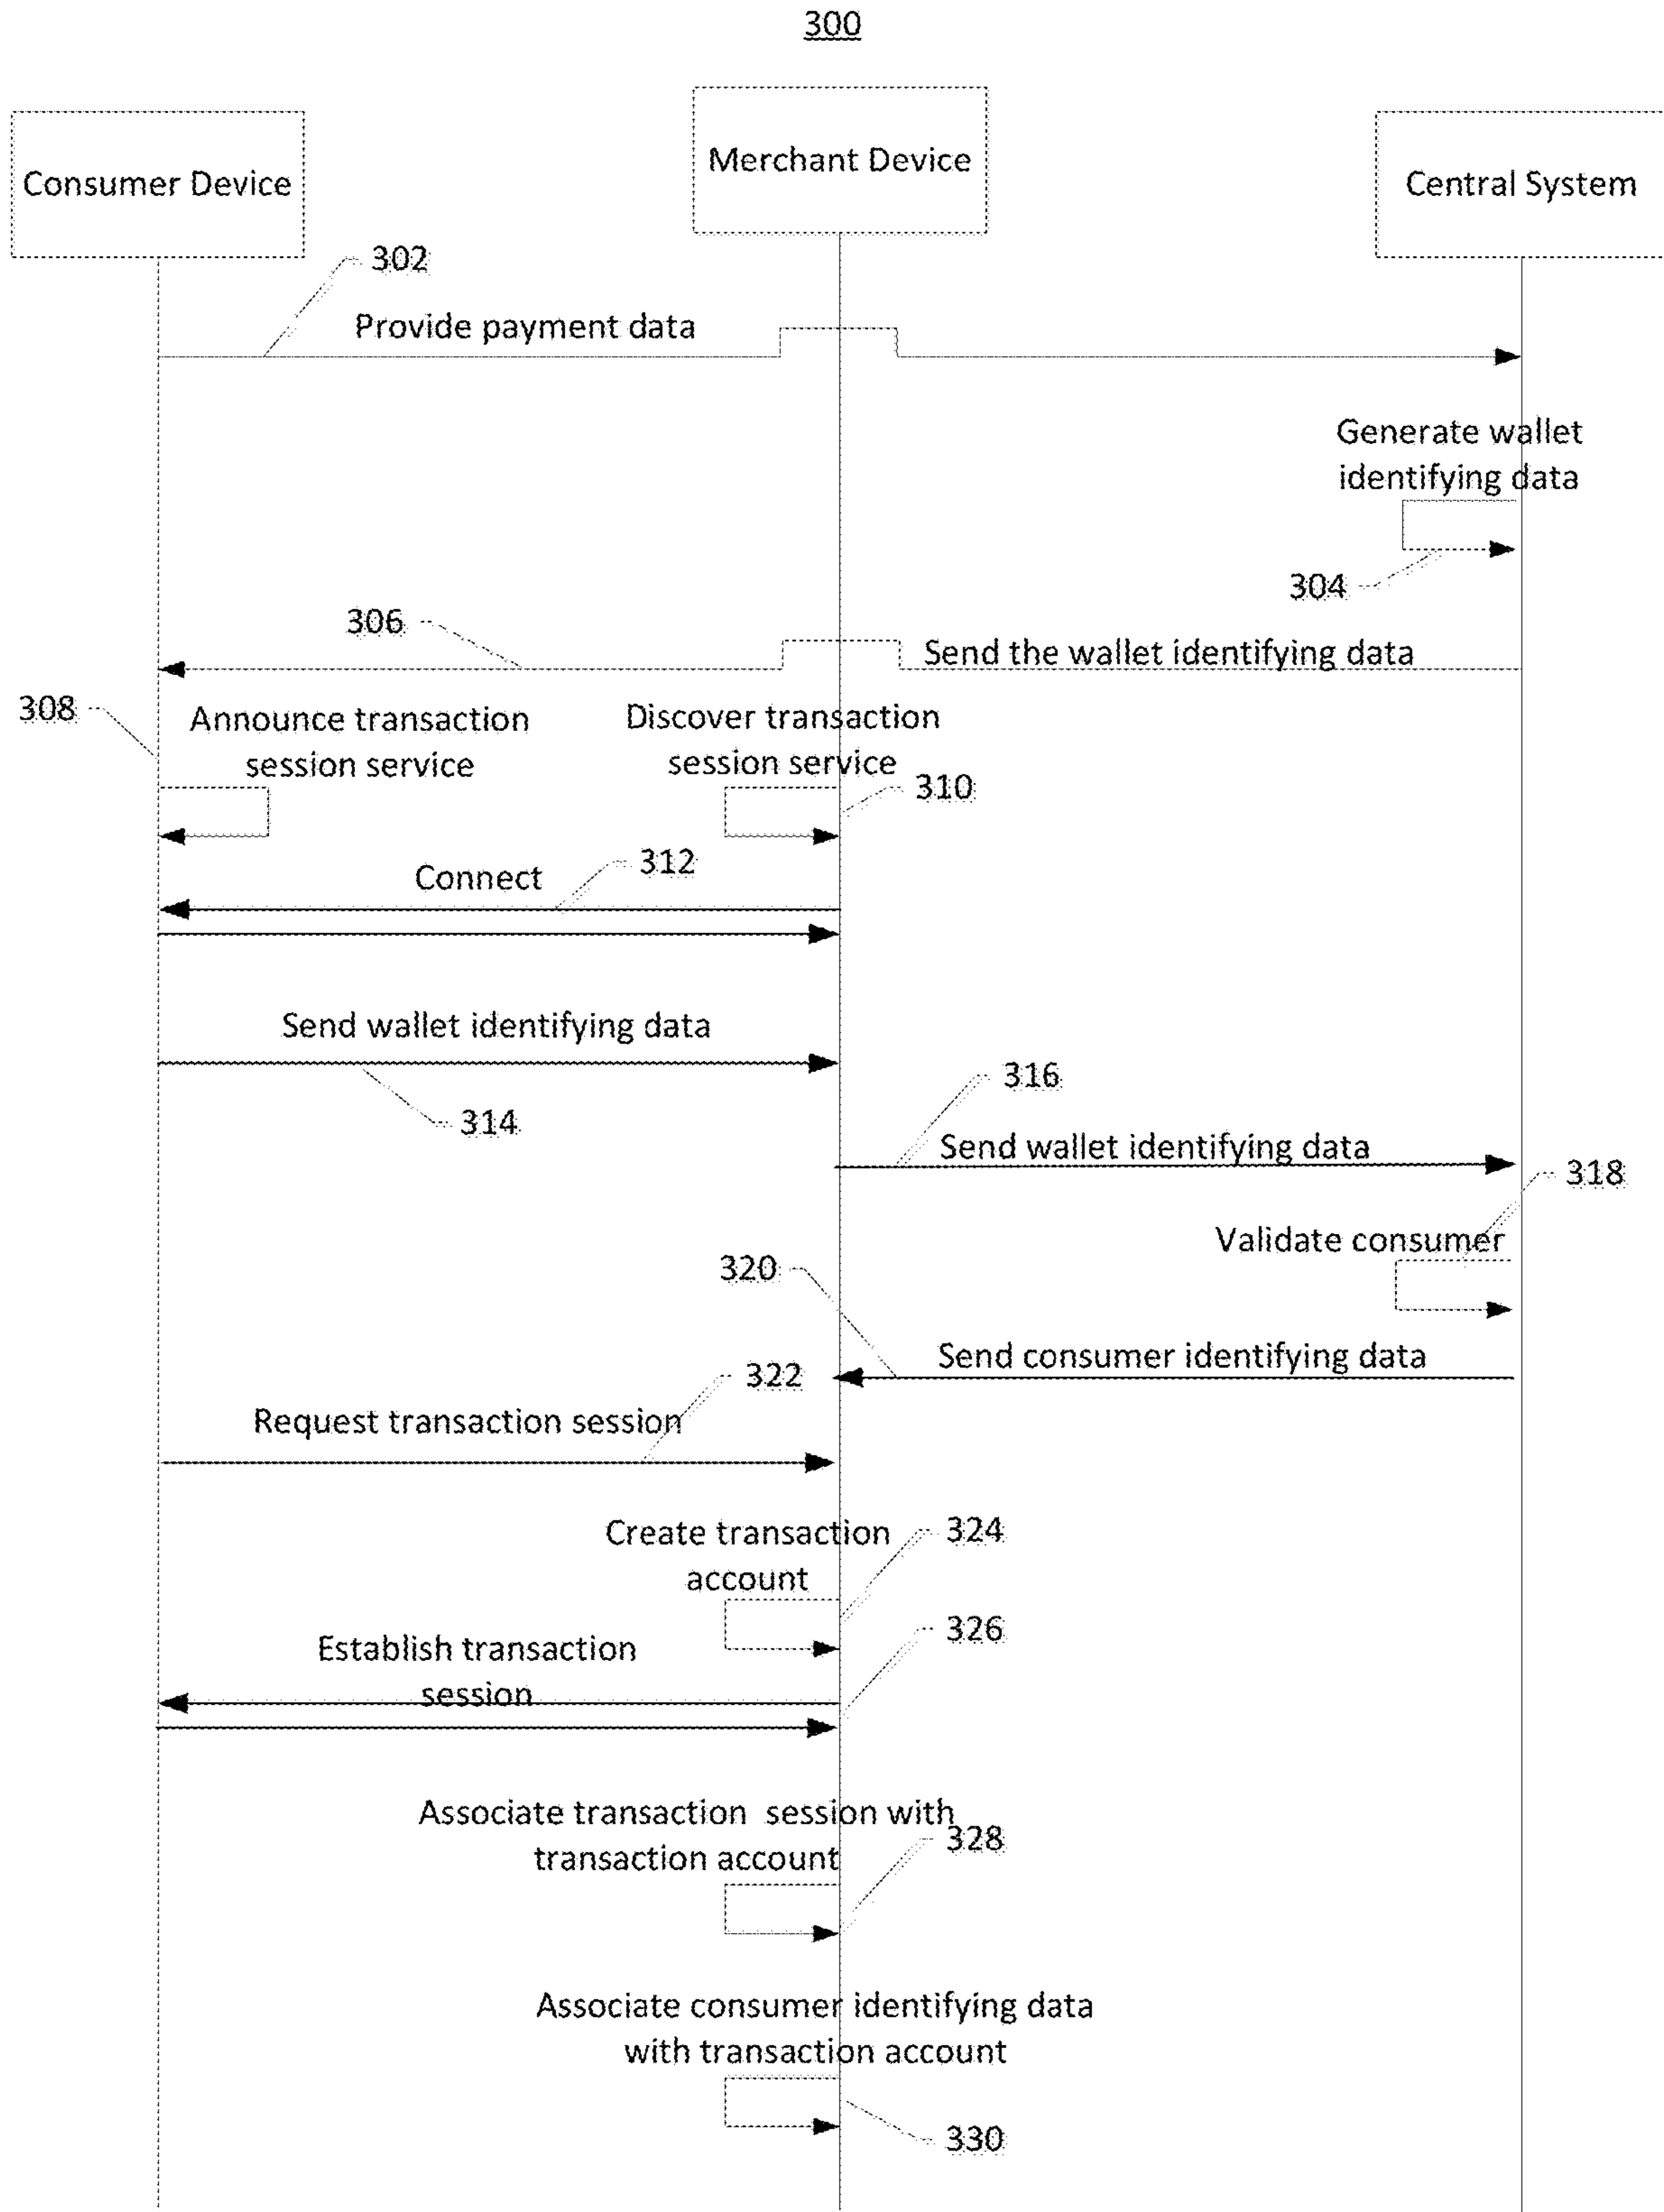 300
Consumer Device
Merchant Device
Central System
302
Provide payment data
Generate wallet
identifying data
304
306
Send the wallet identifying data
308
Announce transaction
session service
Discover transaction
session service
310
312
Connect
Send wallet identifying data
314
316
Send wallet identifying data
318
Validate consumer
320
Send consumer identifying data
322
Request transaction session
Create transaction
account
324
326
Establish transaction
session
Associate transaction session with
transaction account
328
Associate consumer identifying data
with transaction account
330